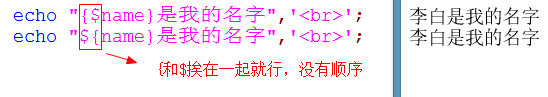 echo "{$name}是我的名字",'<br>';
echo "${name}是我的名字",'<br>';
{和$挨在一起就行，没有顺序
李白是我的名字
李白是我的名字